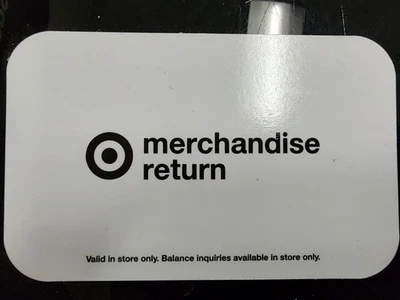 merchandise
return
Valid in store only. Balance inquiries available in store only.